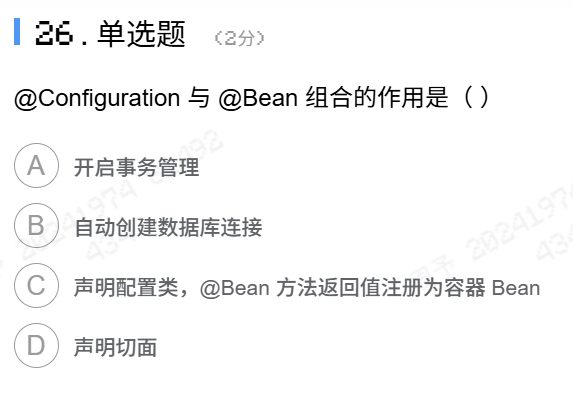 26.单选题 (2分)
@Configuration 与 @Bean 组合的作用是（ ）
A 开启事务管理
B 自动创建数据库连接
C 声明配置类，@Bean 方法返回值注册为容器 Bean
D 声明切面